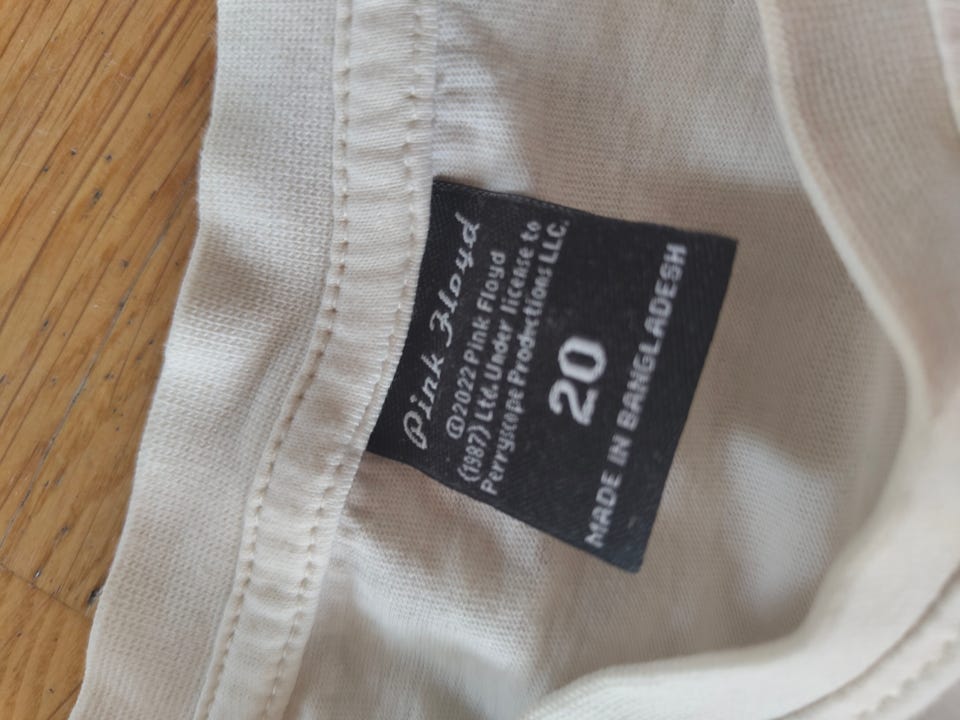 Pink Floyd
©2022 Pink Floyd
(1987) Ltd. Under license to
Perryscope Productions LLC.
20
MADE IN BANGLADESH